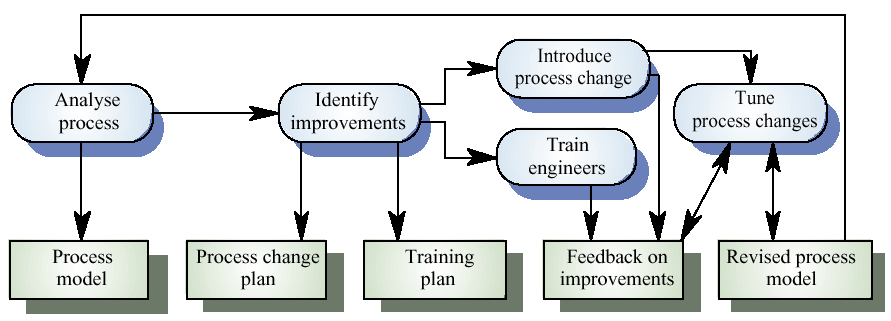 Introduce
process change
Analyse
process
Identify
improvements
Tune
process changes
Train
engineers
Process
model
Process change
plan
Training
plan
Feedback on
improvements
Revised process
model